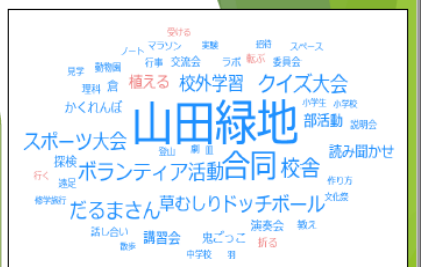 受ける
ノート マラソン 実験 招待 スペース
行事 交流会 ラボ 転ぶ 委員会
見学 動物園
理科 倉 植える 校外学習 クイズ大会
かくれんぼ 小学生 小学校
山田緑地 部活動 説明会
スポーツ大会 登山 劇 皿 読み聞かせ
探検 ボランティア活動 合同 校舎
行く 遠足 作り方
修学旅行 だるまさん 草むしり ドッチボール 文化祭
話し合い 講習会 鬼ごっこ 演奏会 教え
散歩 中学校 羽 祈る